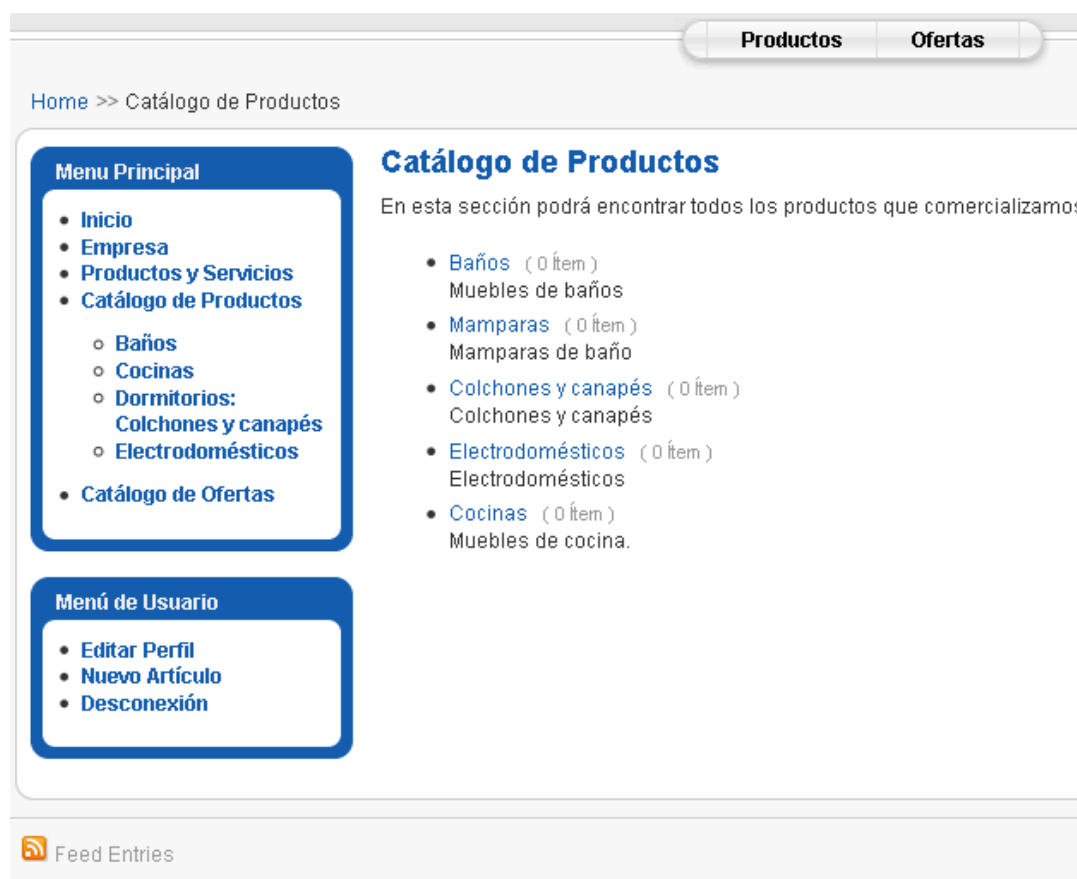 Productos Ofertas
Home >> Catálogo de Productos
Menu Principal
Inicio
Empresa
Productos y Servicios
Catálogo de Productos
Baños
Cocinas
Dormitorios:
Colchones y canapés
Electrodomésticos
Catálogo de Ofertas
Menú de Usuario
Editar Perfil
Nuevo Artículo
Desconexión
Catálogo de Productos
En esta sección podrá encontrar todos los productos que comercializamos
Baños ( 0 Ítem )
Muebles de baños
Mamparas ( 0 Ítem )
Mamparas de baño
Colchones y canapés ( 0 Ítem )
Colchones y canapés
Electrodomésticos ( 0 Ítem )
Electrodomésticos
Cocinas ( 0 Ítem )
Muebles de cocina.
Feed Entries